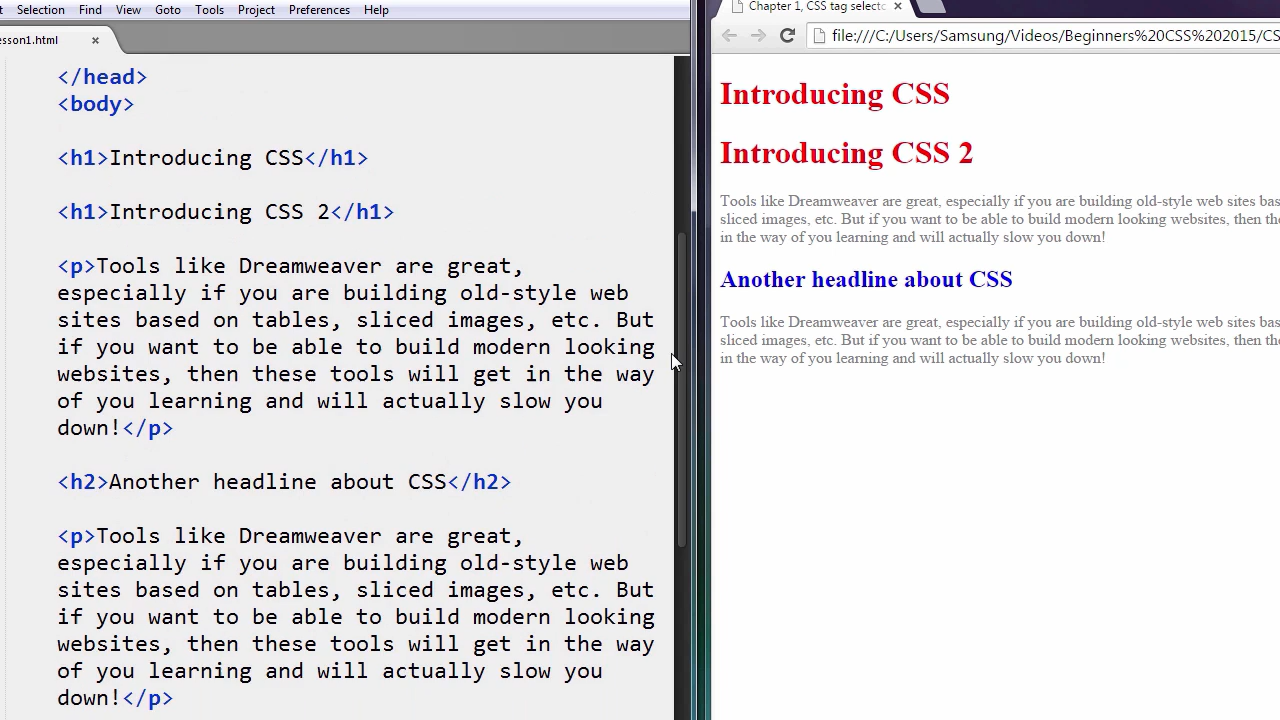 Selection Find View Goto Tools Project Preferences Help
</head>
<body>
<h1>Introducing CSS</h1>
<h1>Introducing CSS 2</h1>
<p>Tools like Dreamweaver are great,
especially if you are building old-style web
sites based on tables, sliced images, etc. But
if you want to be able to build modern looking
websites, then these tools will get in the way
of you learning and will actually slow you
down!</p>
<h2>Another headline about CSS</h2>
<p>Tools like Dreamweaver are great,
especially if you are building old-style web
sites based on tables, sliced images, etc. But
if you want to be able to build modern looking
websites, then these tools will get in the way
of you learning and will actually slow you
down!</p>
Chapter 1, CSS tag
file:///C:/Users/Samsung/Videos/Beginners%20CSS%202015/CS
Introducing CSS
Introducing CSS 2
Tools like Dreamweaver are great, especially if you are building old-style web sites
sliced images, etc. But if you want to be able to build modern looking websites, then
in the way of you learning and will actually slow you down!
Another headline about CSS
Tools like Dreamweaver are great, especially if you are building old-style web sites
sliced images, etc. But if you want to be able to build modern looking websites, then
in the way of you learning and will actually slow you down!